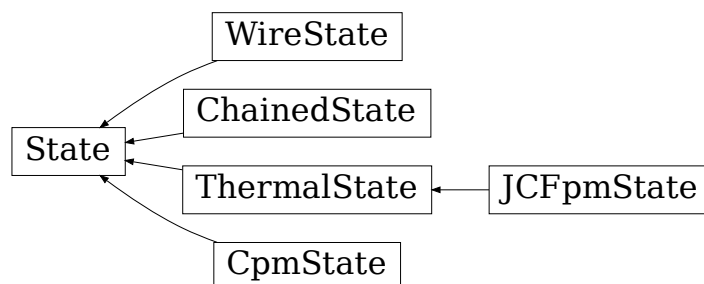 WireState
ChainedState
State
ThermalState
JCFpmState
CpmState